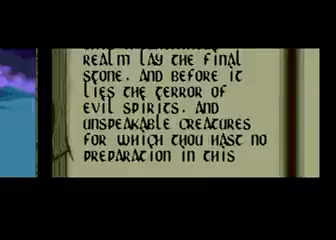 REALM LAY THE FINAL
STONE. AND BEFORE IT
LIES THE TERROR OF
EVIL SPIRITS. AND
UNSPEAKABLE CREATURES
FOR WHICH THOU HAST NO
PREPARATION IN THIS